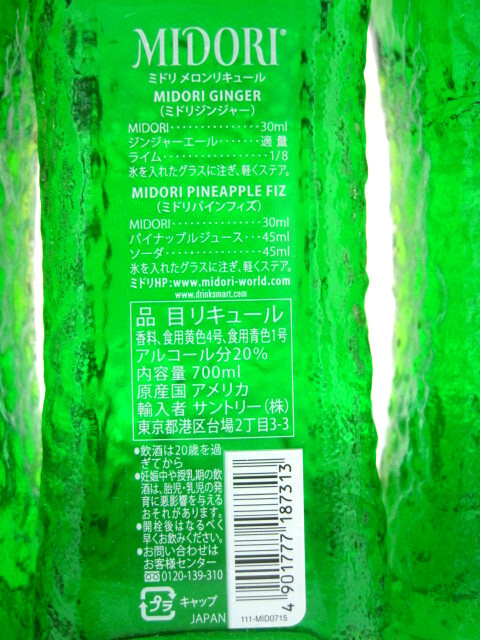 MIDORI®
ミドリ メロンリキュール
MIDORI GINGER
（ミドリジンジャー）
MIDORI・・・・・・・・・・・・・30ml
ジンジャーエール・・・・・・適量
ライム・・・・・・・・・・・・・・・1/8
氷を入れたグラスに注ぎ、軽くステア。
MIDORI PINEAPPLE FIZ
（ミドリパインフィズ）
MIDORI・・・・・・・・・・・・・30ml
パイナップルジュース・・・45ml
ソーダ・・・・・・・・・・・・・・45ml
氷を入れたグラスに注ぎ、軽くステア。
ミドリHP:www.midori-world.com
www.drinksmart.com
品 目 リキュール
香料、食用黄色4号、食用青色1号
アルコール分20%
内容量 700ml
原産国 アメリカ
輸入者 サントリー（株）
東京都港区台場2丁目3-3
●飲酒は20歳を過
ぎてから
●妊娠中や授乳期の飲
酒は、胎児・乳児の発
育に悪影響を与える
おそれがあります。
●開栓後はなるべく
早くお飲みください。
●お問い合わせは
お客様センター
0120-139-310
プラ キャップ
JAPAN
4 901777 187313
111-MID0715